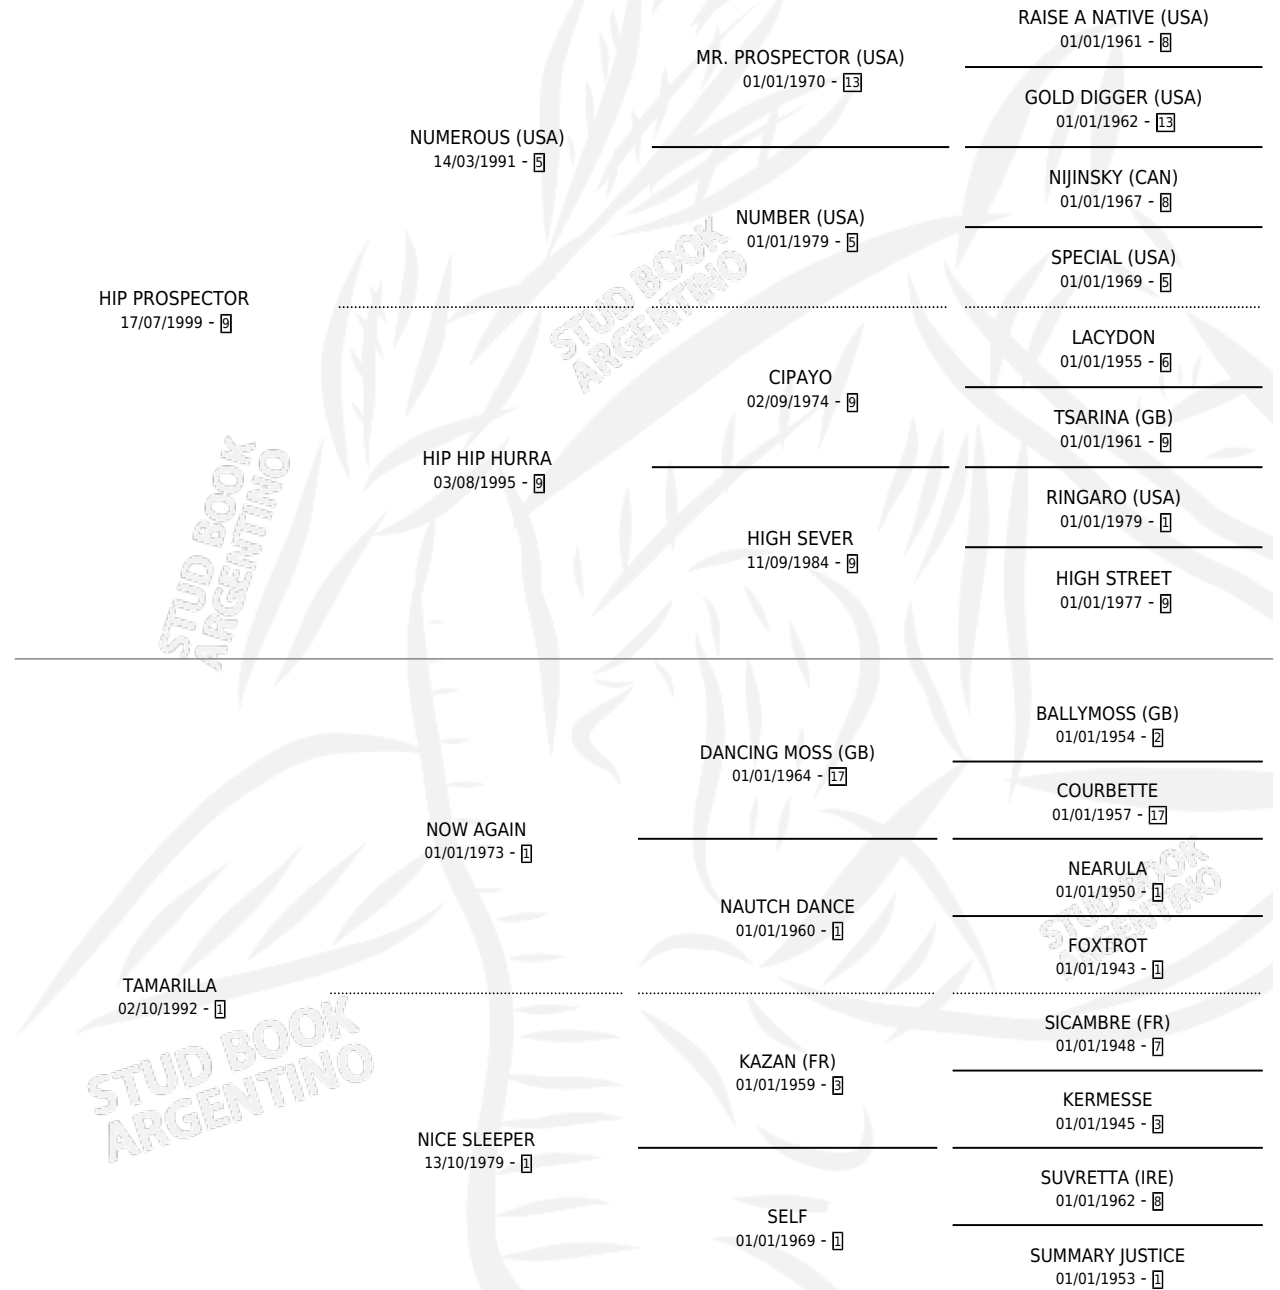 RAISE A NATIVE (USA)
01/01/1961 - 8
MR. PROSPECTOR (USA)
01/01/1970 - 13
GOLD DIGGER (USA)
01/01/1962 - 13
NUMEROUS (USA)
14/03/1991 - 5
NIJINSKY (CAN)
01/01/1967 - 8
NUMBER (USA)
01/01/1979 - 5
SPECIAL (USA)
01/01/1969 - 5
HIP PROSPECTOR
17/07/1999 - 9
LACYDON
01/01/1955 - 6
CIPAYO
02/09/1974 - 9
TSARINA (GB)
01/01/1961 - 9
HIP HIP HURRA
03/08/1995 - 9
RINGARO (USA)
01/01/1979 - 1
HIGH SEVER
11/09/1984 - 9
HIGH STREET
01/01/1977 - 9
STUD BOOK
ARGENTINO
STUD BOOK
ARGENTINO
BALLYMOSS (GB)
01/01/1954 - 2
DANCING MOSS (GB)
01/01/1964 - 17
COURBETTE
01/01/1957 - 17
NOW AGAIN
01/01/1973 - 1
NEARULA
01/01/1950 - 1
NAUTCH DANCE
01/01/1960 - 1
FOXTROT
01/01/1943 - 1
TAMARILLA
02/10/1992 - 1
SICAMBRE (FR)
01/01/1948 - 7
KAZAN (FR)
01/01/1959 - 3
KERMESSE
01/01/1945 - 3
NICE SLEEPER
13/10/1979 - 1
SUVRETTA (IRE)
01/01/1962 - 8
SELF
01/01/1969 - 1
SUMMARY JUSTICE
01/01/1953 - 1
STUD BOOK
ARGENTINO
STUD BOOK
ARGENTINO